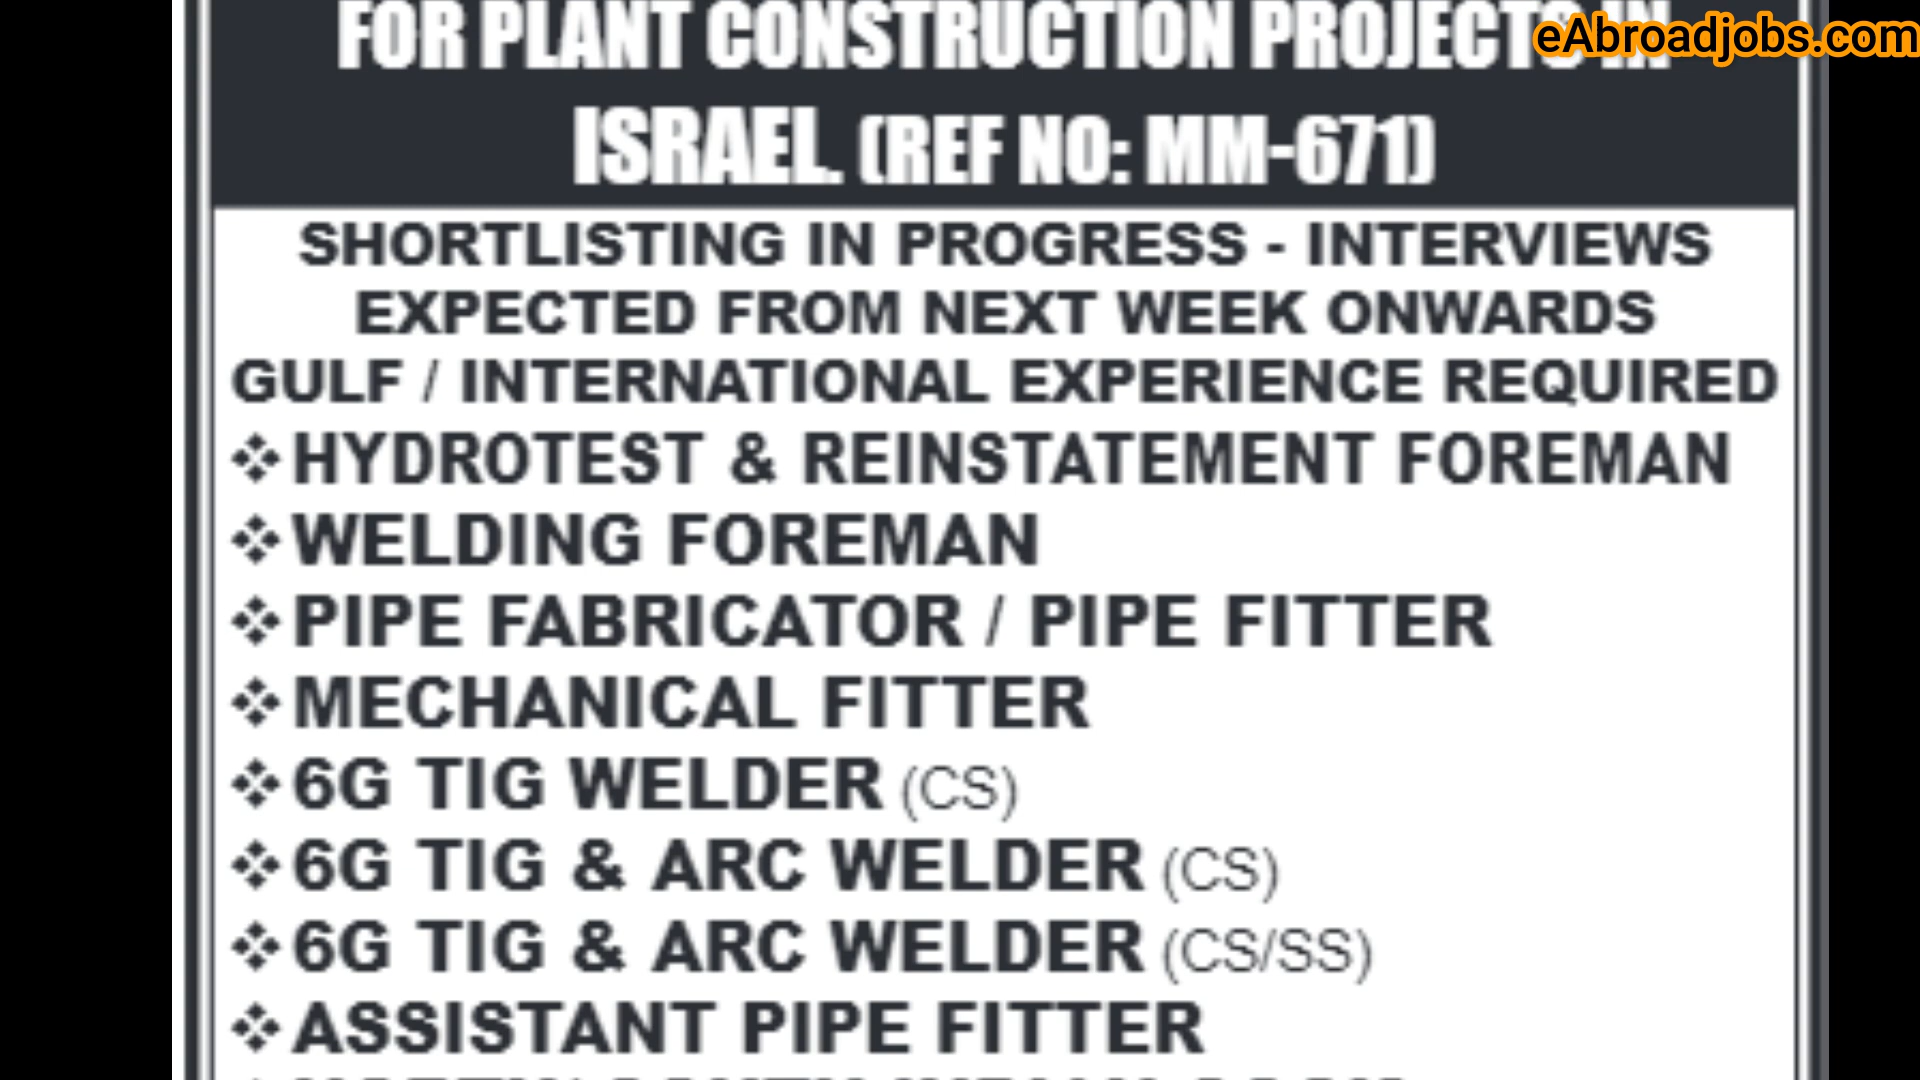 eAbroadjobs.com
FOR PLANT CONSTRUCTION PROJECTS IN
ISRAEL. (REF NO: MM-671)
SHORTLISTING IN PROGRESS - INTERVIEWS
EXPECTED FROM NEXT WEEK ONWARDS
GULF / INTERNATIONAL EXPERIENCE REQUIRED
❖ HYDROTEST & REINSTATEMENT FOREMAN
❖ WELDING FOREMAN
❖ PIPE FABRICATOR / PIPE FITTER
❖ MECHANICAL FITTER
❖ 6G TIG WELDER (CS)
❖ 6G TIG & ARC WELDER (CS)
❖ 6G TIG & ARC WELDER (CS/SS)
❖ ASSISTANT PIPE FITTER